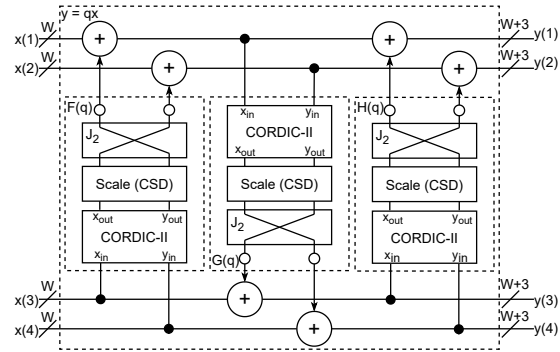 y = qx
x(1) W W+3 y(1)
x(2) W W+3 y(2)
F(q) H(q)
J2 xin yin J2
CORDIC-II
xout yout
Scale (CSD) Scale (CSD) Scale (CSD)
xout yout J2 xout yout
CORDIC-II CORDIC-II
xin yin G(q) xin yin
x(3) W W+3 y(3)
x(4) W W+3 y(4)
+ + + + + +